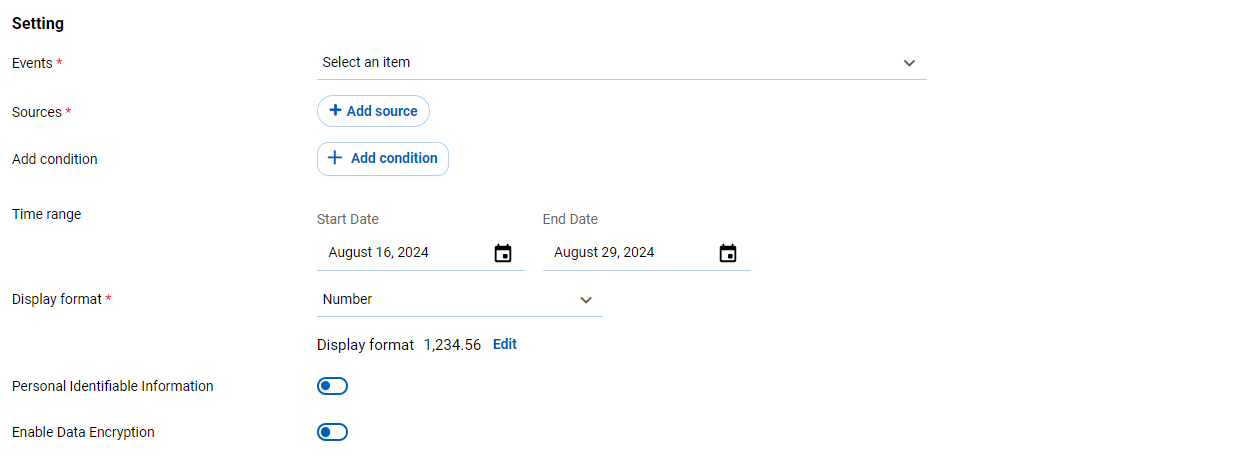 Setting
Events *
Select an item
Sources *
+ Add source
Add condition
+ Add condition
Time range
Start Date
End Date
August 16, 2024
August 29, 2024
Display format *
Number
Display format 1,234.56 Edit
Personal Identifiable Information
Enable Data Encryption